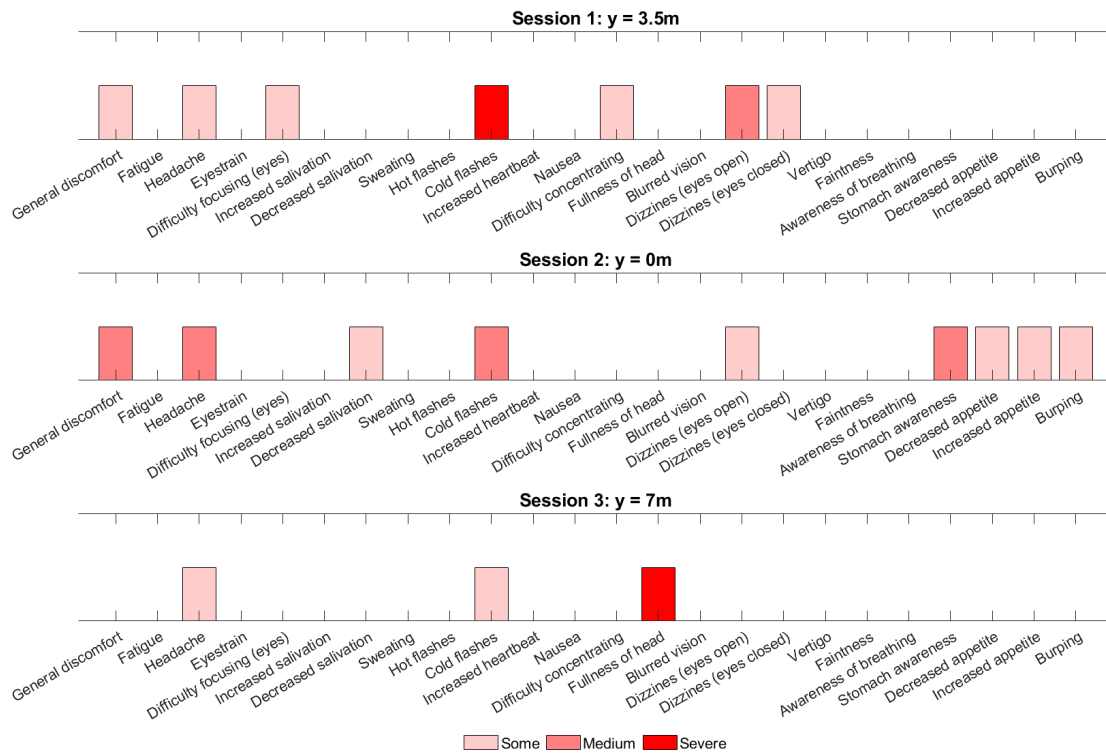 Session 1: y = 3.5m
General discomfort
Fatigue
Headache
Eyestrain
Difficulty focusing (eyes)
Increased salivation
Decreased salivation
Sweating
Hot flashes
Cold flashes
Increased heartbeat
Nausea
Difficulty concentrating
Fullness of head
Blurred vision
Dizzines (eyes open)
Dizzines (eyes closed)
Vertigo
Faintness
Awareness of breathing
Stomach awareness
Decreased appetite
Increased appetite
Burping
Session 2: y = 0m
General discomfort
Fatigue
Headache
Eyestrain
Difficulty focusing (eyes)
Increased salivation
Decreased salivation
Sweating
Hot flashes
Cold flashes
Increased heartbeat
Nausea
Difficulty concentrating
Fullness of head
Blurred vision
Dizzines (eyes open)
Dizzines (eyes closed)
Vertigo
Faintness
Awareness of breathing
Stomach awareness
Decreased appetite
Increased appetite
Burping
Session 3: y = 7m
General discomfort
Fatigue
Headache
Eyestrain
Difficulty focusing (eyes)
Increased salivation
Decreased salivation
Sweating
Hot flashes
Cold flashes
Increased heartbeat
Nausea
Difficulty concentrating
Fullness of head
Blurred vision
Dizzines (eyes open)
Dizzines (eyes closed)
Vertigo
Faintness
Awareness of breathing
Stomach awareness
Decreased appetite
Increased appetite
Burping
Some Medium Severe